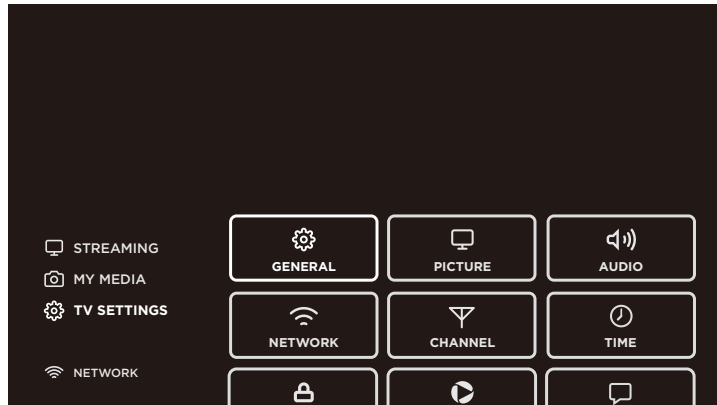 STREAMING
MY MEDIA
TV SETTINGS
NETWORK
GENERAL
PICTURE
AUDIO
NETWORK
CHANNEL
TIME